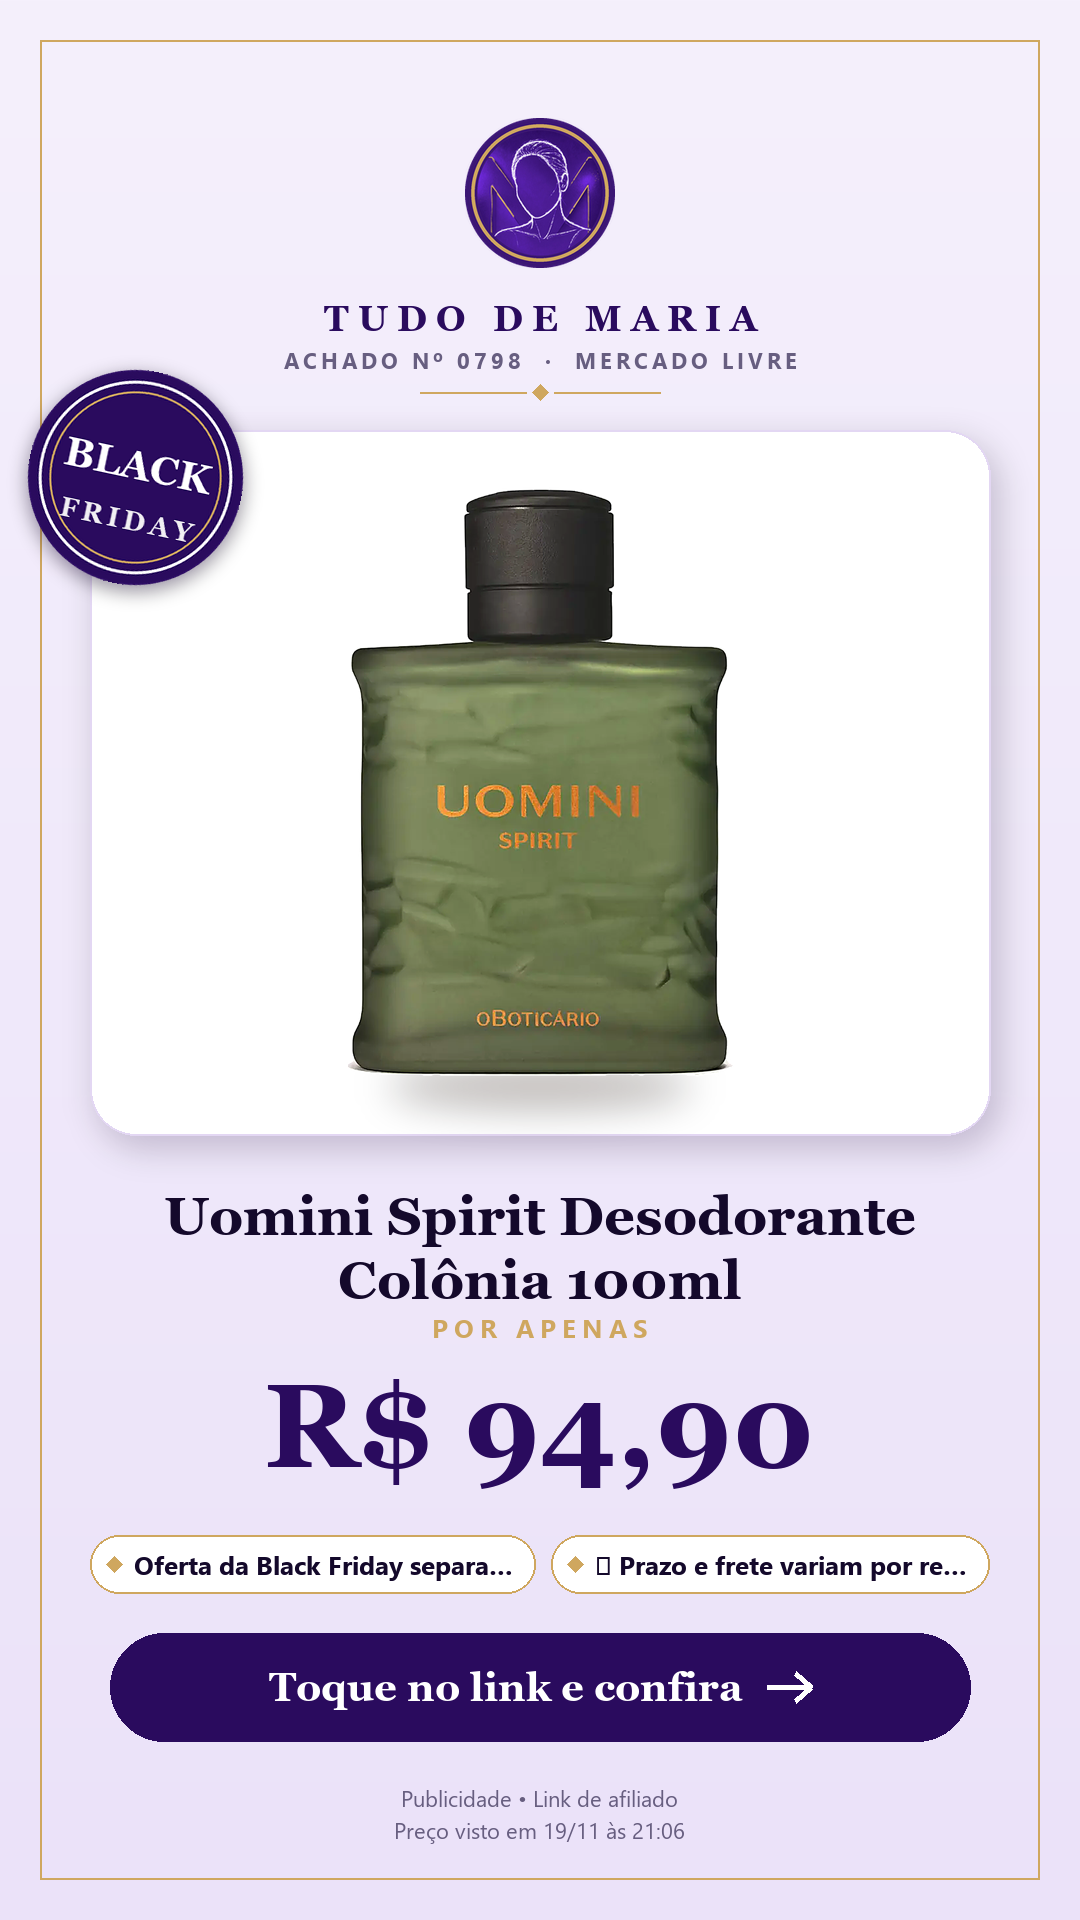 TUDO DE MARIA
ACHADO Nº 0798 · MERCADO LIVRE
BLACK
FRIDAY
UOMINI
SPIRIT
oBOTICÁRIO
Uomini Spirit Desodorante
Colônia 100ml
POR APENAS
R$ 94,90
Oferta da Black Friday separa...
Prazo e frete variam por re...
Toque no link e confira →
Publicidade • Link de afiliado
Preço visto em 19/11 às 21:06